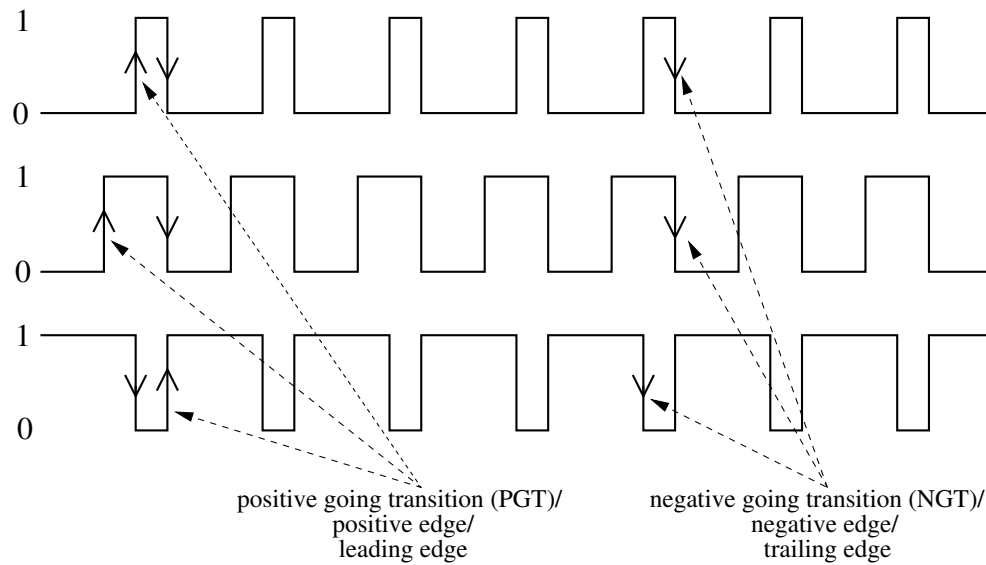 1
0
1
0
1
0
positive going transition (PGT)/
positive edge/
leading edge
negative going transition (NGT)/
negative edge/
trailing edge